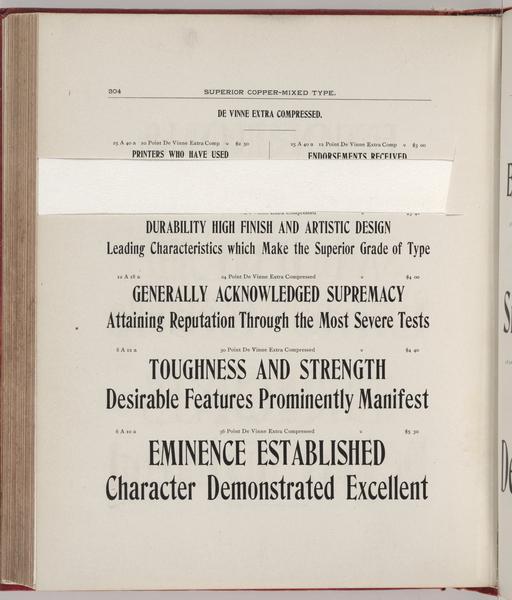 204 SUPERIOR COPPER-MIXED TYPE.
DE VINNE EXTRA COMPRESSED.
25 A 40 a 10 Point De Vinne Extra Comp v $2 50
PRINTERS WHO HAVE USED
25 A 40 a 12 Point De Vinne Extra Comp v $3 00
ENDORSEMENTS RECEIVED
DURABILITY HIGH FINISH AND ARTISTIC DESIGN
Leading Characteristics which Make the Superior Grade of Type
12 A 18 a 24 Point De Vinne Extra Compressed v $4 00
GENERALLY ACKNOWLEDGED SUPREMACY
Attaining Reputation Through the Most Severe Tests
8 A 12 a 30 Point De Vinne Extra Compressed v $4 40
TOUGHNESS AND STRENGTH
Desirable Features Prominently Manifest
6 A 10 a 36 Point De Vinne Extra Compressed v $5 30
EMINENCE ESTABLISHED
Character Demonstrated Excellent